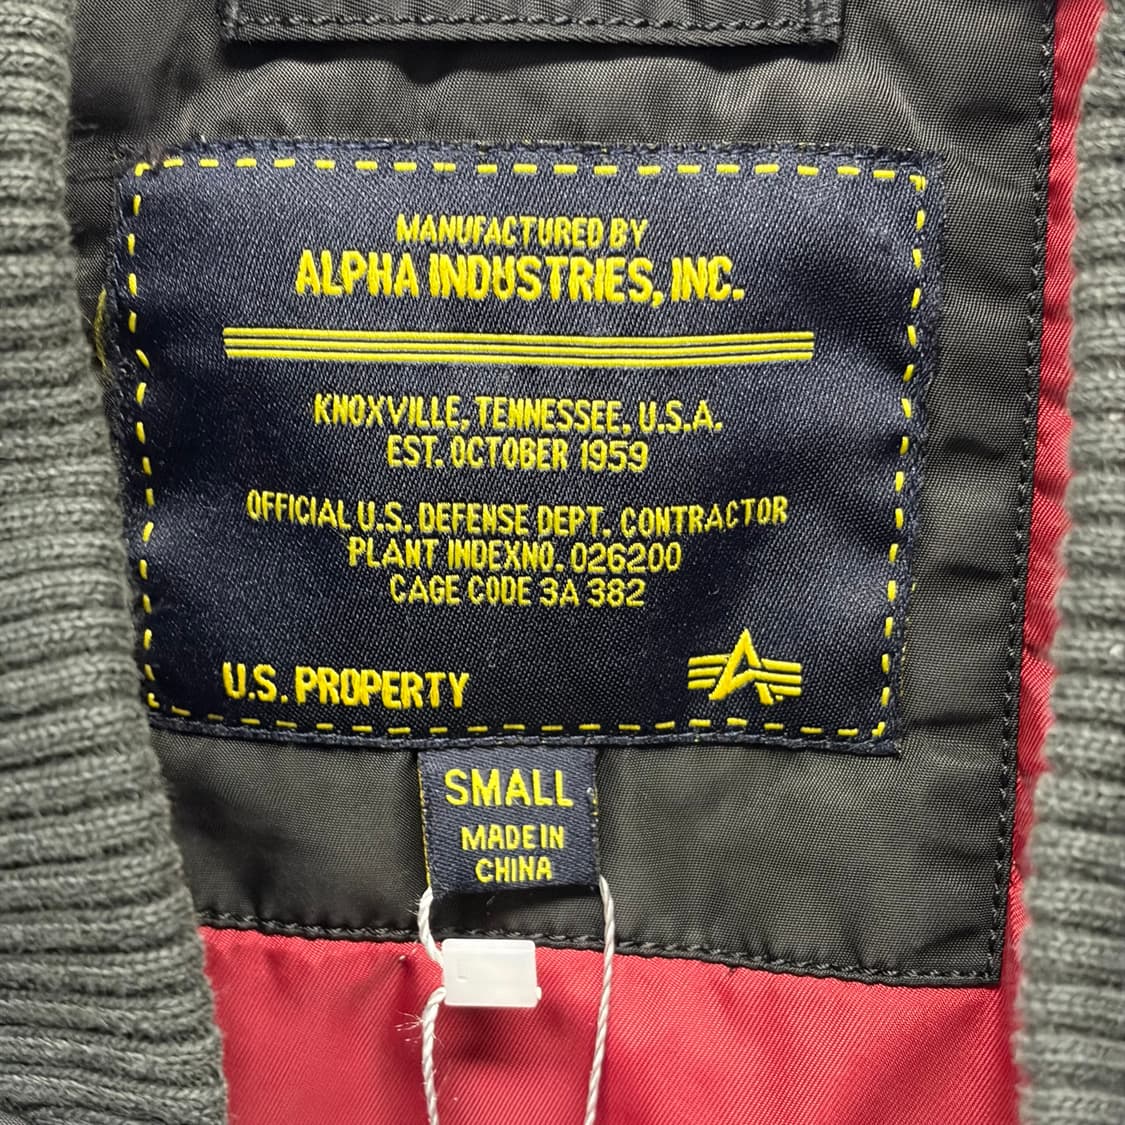 MANUFACTURED BY
ALPHA INDUSTRIES, INC.
KNOXVILLE, TENNESSEE, U.S.A.
EST. OCTOBER 1959
OFFICIAL U.S. DEFENSE DEPT. CONTRACTOR
PLANT INDEXNO. 026200
CAGE CODE 3A 382
U.S. PROPERTY
SMALL
MADE IN
CHINA